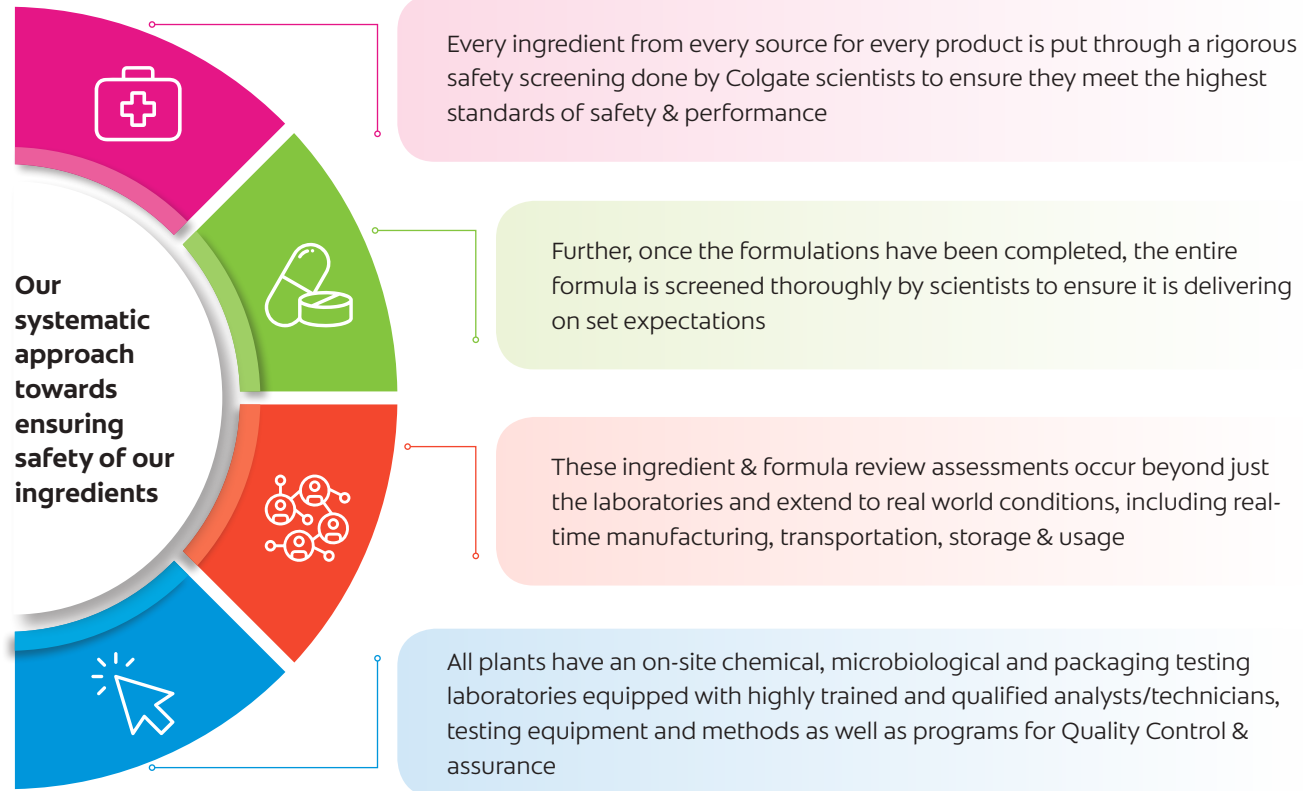 Our
systematic
approach
towards
ensuring
safety of our
ingredients
Every ingredient from every source for every product is put through a rigorous
safety screening done by Colgate scientists to ensure they meet the highest
standards of safety & performance
Further, once the formulations have been completed, the entire
formula is screened thoroughly by scientists to ensure it is delivering
on set expectations
These ingredient & formula review assessments occur beyond just
the laboratories and extend to real world conditions, including real-
time manufacturing, transportation, storage & usage
All plants have an on-site chemical, microbiological and packaging testing
laboratories equipped with highly trained and qualified analysts/technicians,
testing equipment and methods as well as programs for Quality Control &
assurance